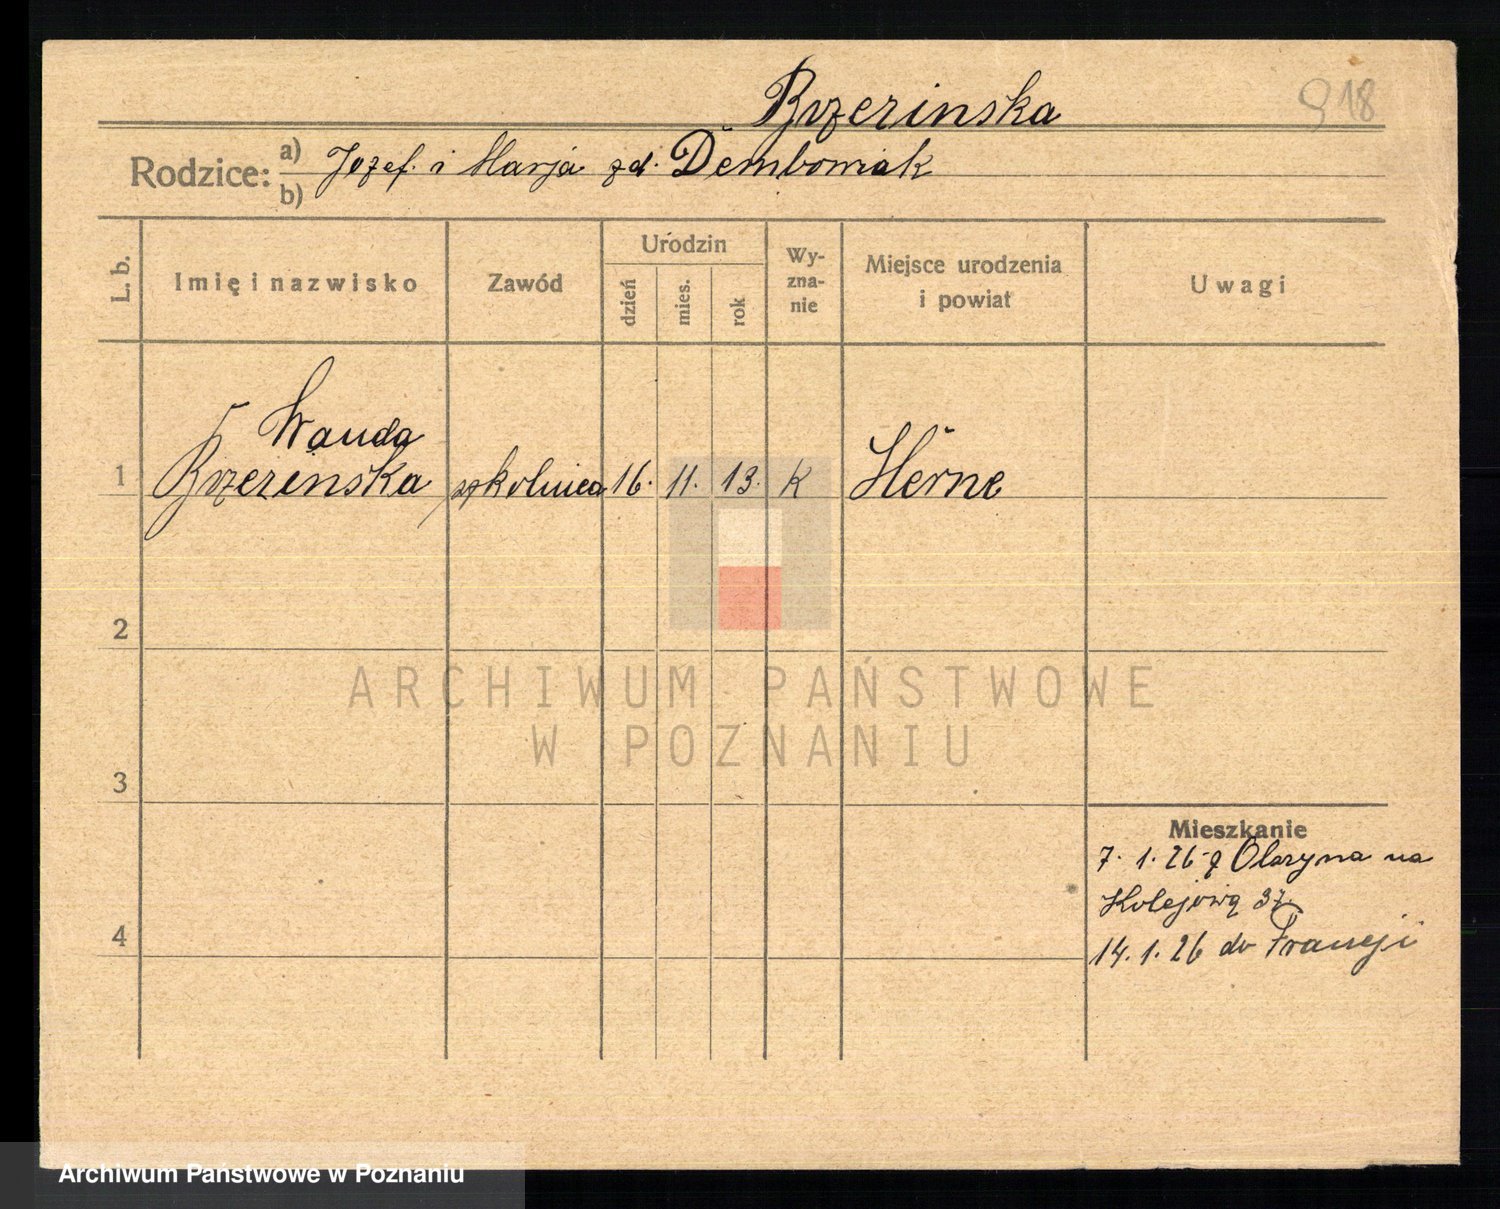 Brzezinska
918
Rodzice: a) Jozef i Marja zd. Dembowiak
b)
L. b.
Imię i nazwisko
Zawód
Urodzin
dzień
mies.
rok
Wy-
zna-
nie
Miejsce urodzenia
i powiat
Uwagi
Wanda
1 Brzezinska szkolnica 16. 11. 13. K Herne
2
3
4
ARCHIWUM PAŃSTWOWE
W POZNANIU
Mieszkanie
7. 1. 26 z Olszyna na
Kolejową 37.
14. 1. 26 do Francji
Archiwum Państwowe w Poznaniu